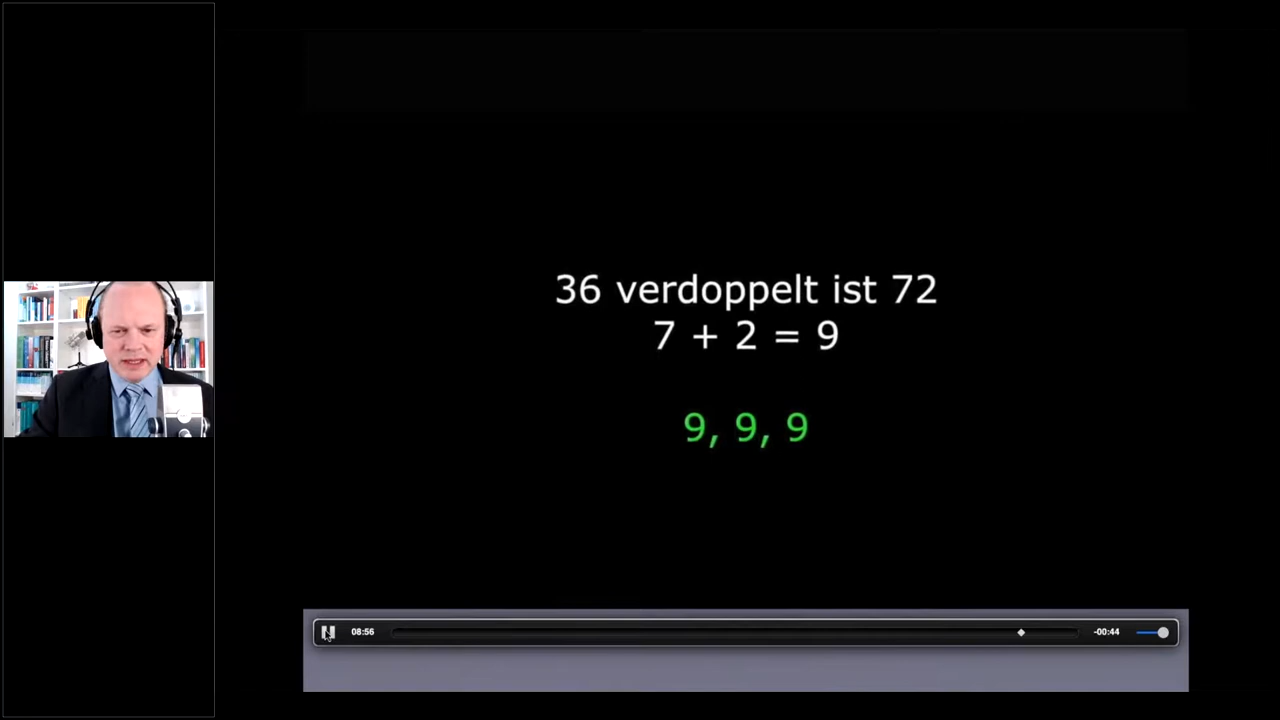 36 verdoppelt ist 72
7 + 2 = 9
9, 9, 9
08:56
-00:44